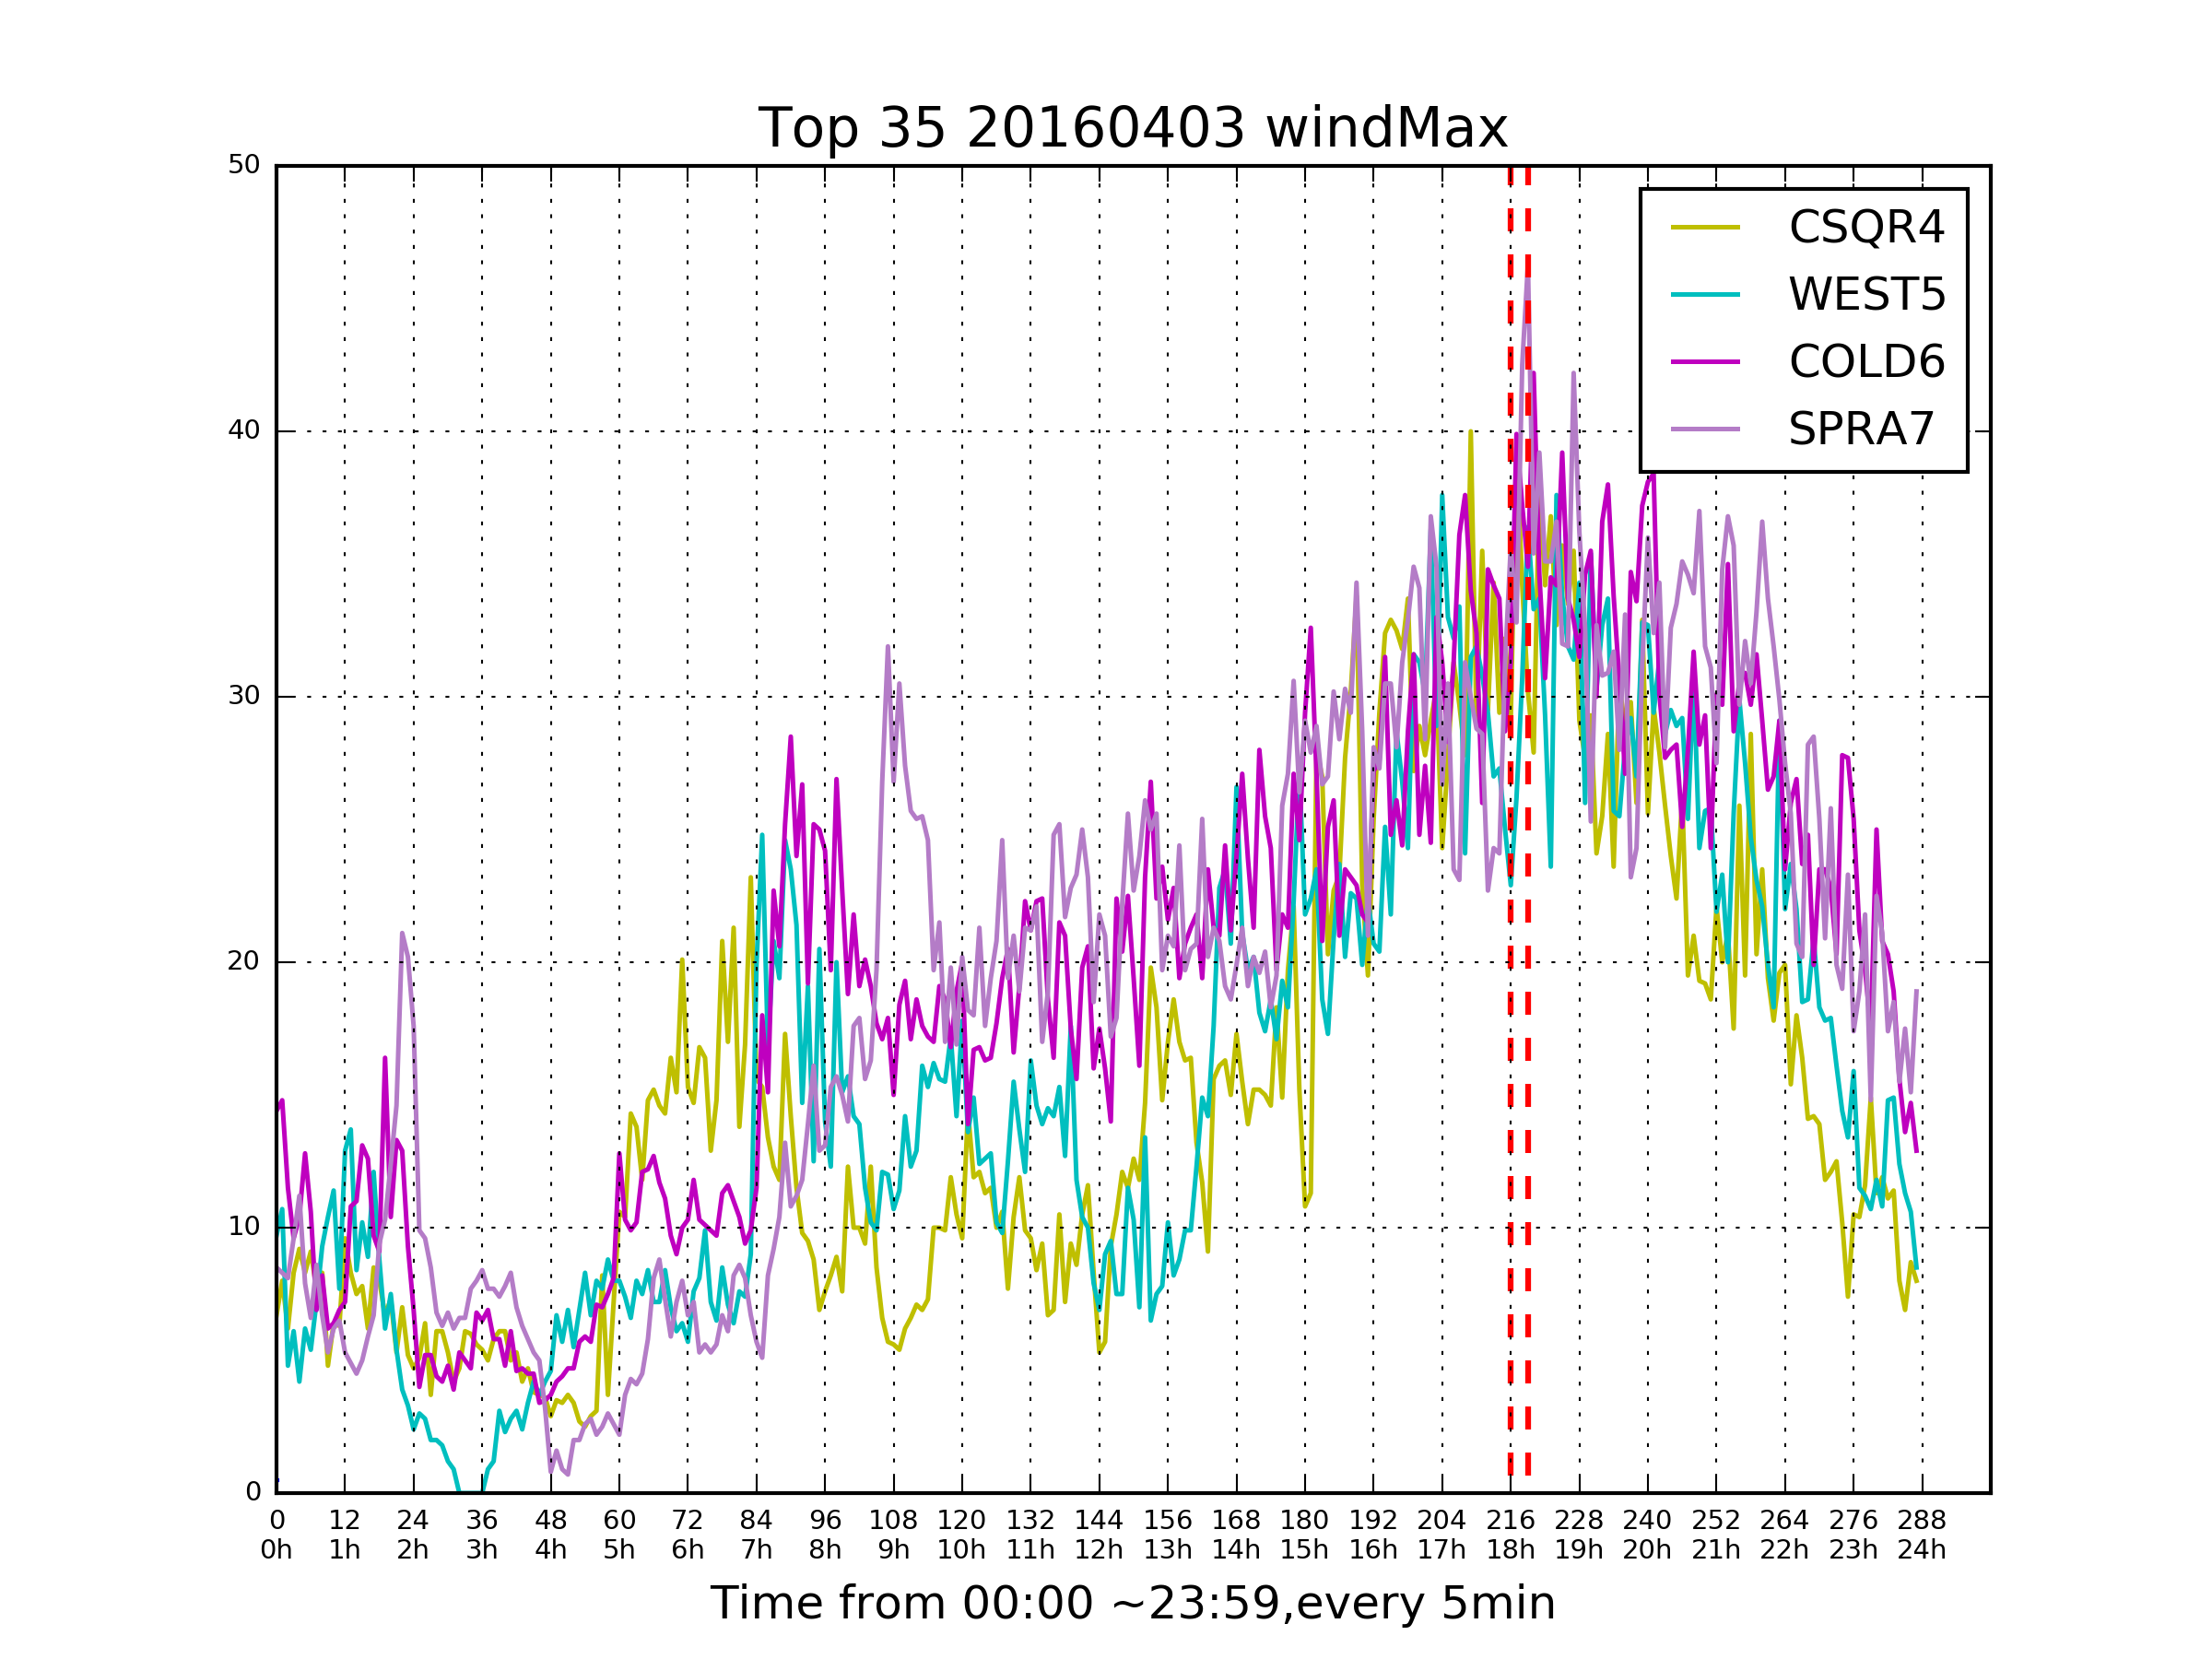 Top 35 20160403 windMax
50
40
30
20
10
0
CSQR4
WEST5
COLD6
SPRA7
0 12 24 36 48 60 72 84 96 108 120 132 144 156 168 180 192 204 216 228 240 252 264 276 288
0h 1h 2h 3h 4h 5h 6h 7h 8h 9h 10h 11h 12h 13h 14h 15h 16h 17h 18h 19h 20h 21h 22h 23h 24h
Time from 00:00 ~23:59,every 5min